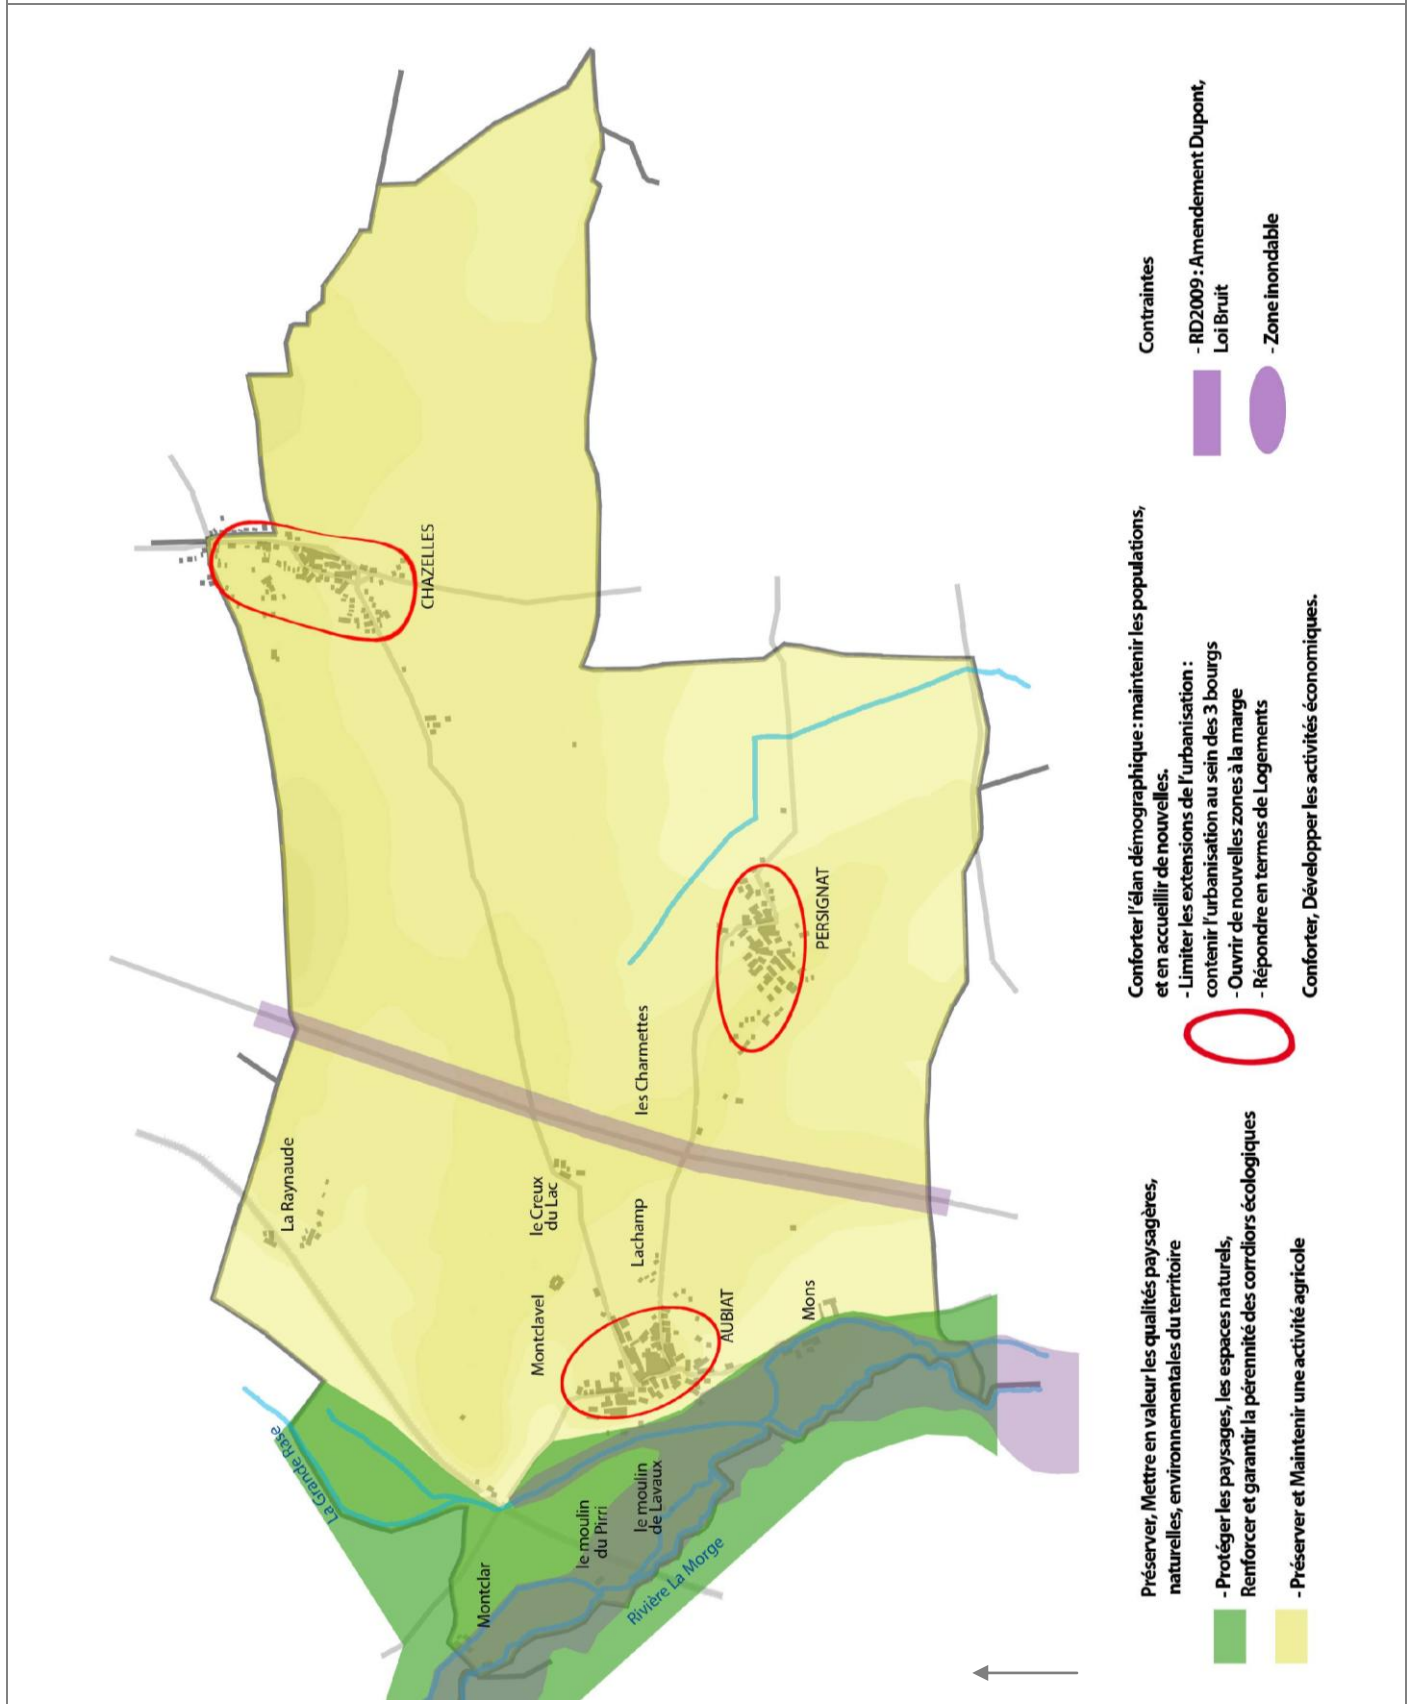 La Grande Rase
Montclar
le moulin
du Pirri
le moulin
de Lavaux
Rivière La Morge
Montclavel
AUBIAT
Mons
La Raynaude
le Creux
du Lac
Lachamp
les Charmettes
PERSIGNAT
CHAZELLES
Préserver, Mettre en valeur les qualités paysagères,
naturelles, environnementales du territoire
- Protéger les paysages, les espaces naturels,
Renforcer et garantir la pérennité des cordiors écologiques
- Préserver et Maintenir une activité agricole
Conforter l'élan démographique : maintenir les populations,
et en accueillir de nouvelles.
- Limiter les extensions de l'urbanisation :
contenir l'urbanisation au sein des 3 bourgs
- Ouvrir de nouvelles zones à la marge
- Répondre en termes de Logements
Conforter, Développer les activités économiques.
Contraintes
- RD2009 : Amendement Dupont,
Loi Bruit
- Zone inondable